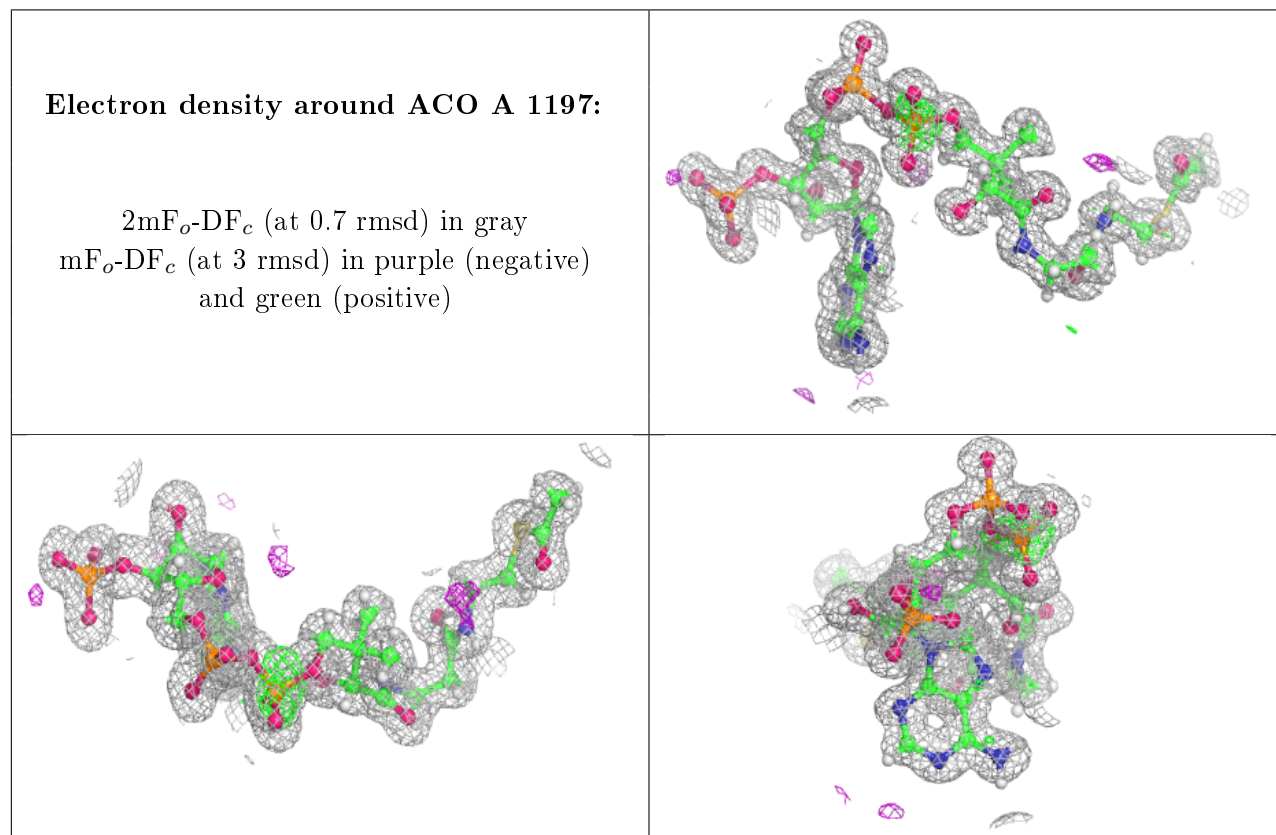 Electron density around ACO A 1197:
2mFo-DFc (at 0.7 rmsd) in gray
mFo-DFc (at 3 rmsd) in purple (negative)
and green (positive)